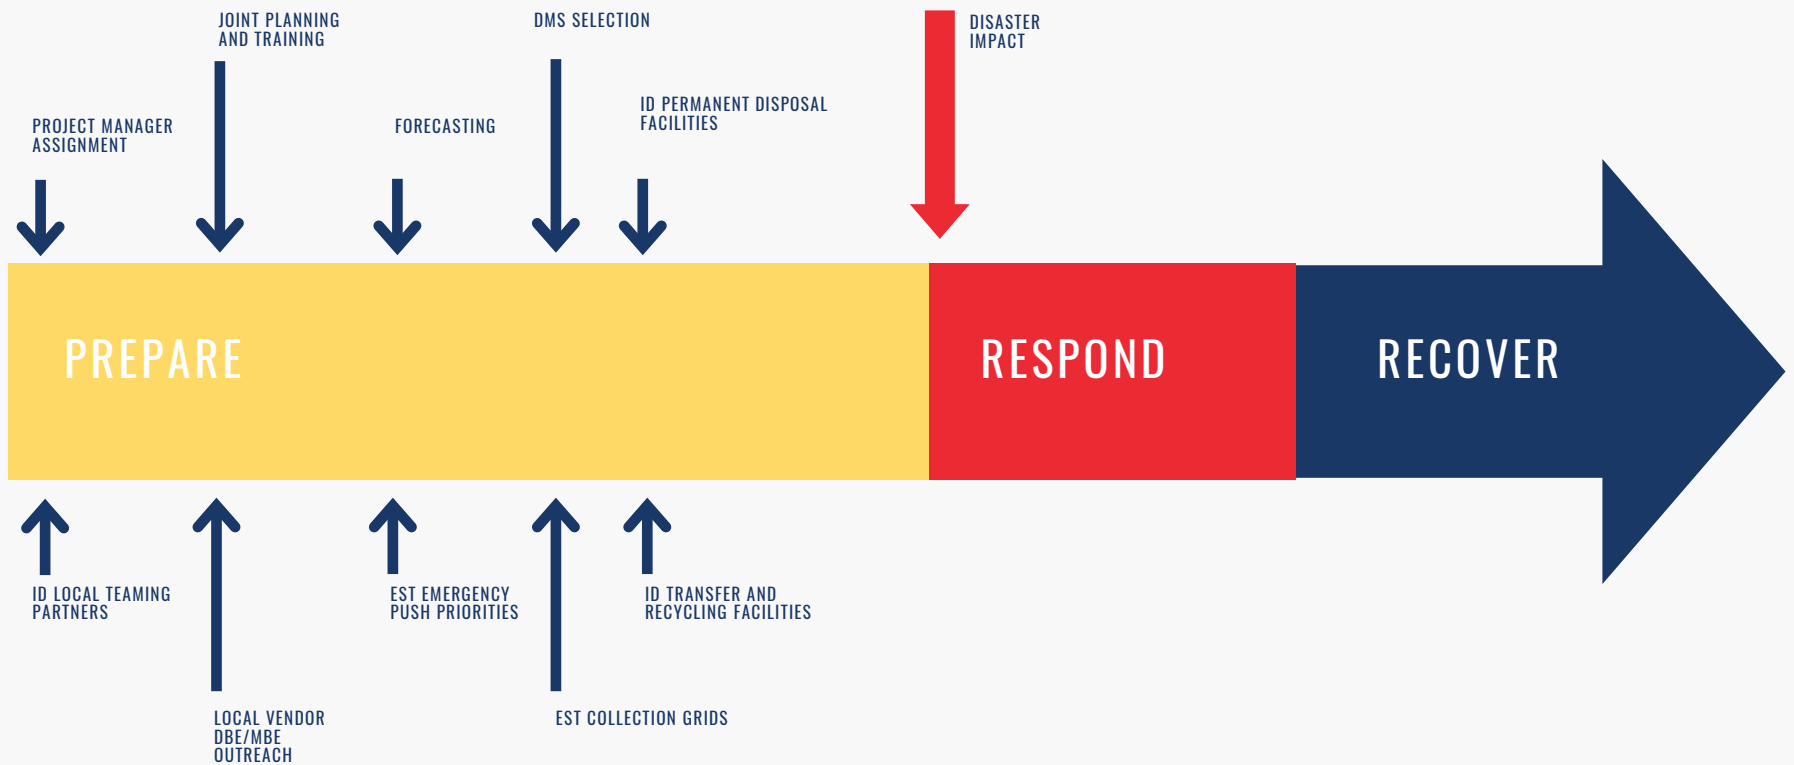 JOINT PLANNING
AND TRAINING
DMS SELECTION
DISASTER
IMPACT
PROJECT MANAGER
ASSIGNMENT
FORECASTING
ID PERMANENT DISPOSAL
FACILITIES
PREPARE
RESPOND
RECOVER
ID LOCAL TEAMING
PARTNERS
EST EMERGENCY
PUSH PRIORITIES
ID TRANSFER AND
RECYCLING FACILITIES
LOCAL VENDOR
DBE/MBE
OUTREACH
EST COLLECTION GRIDS